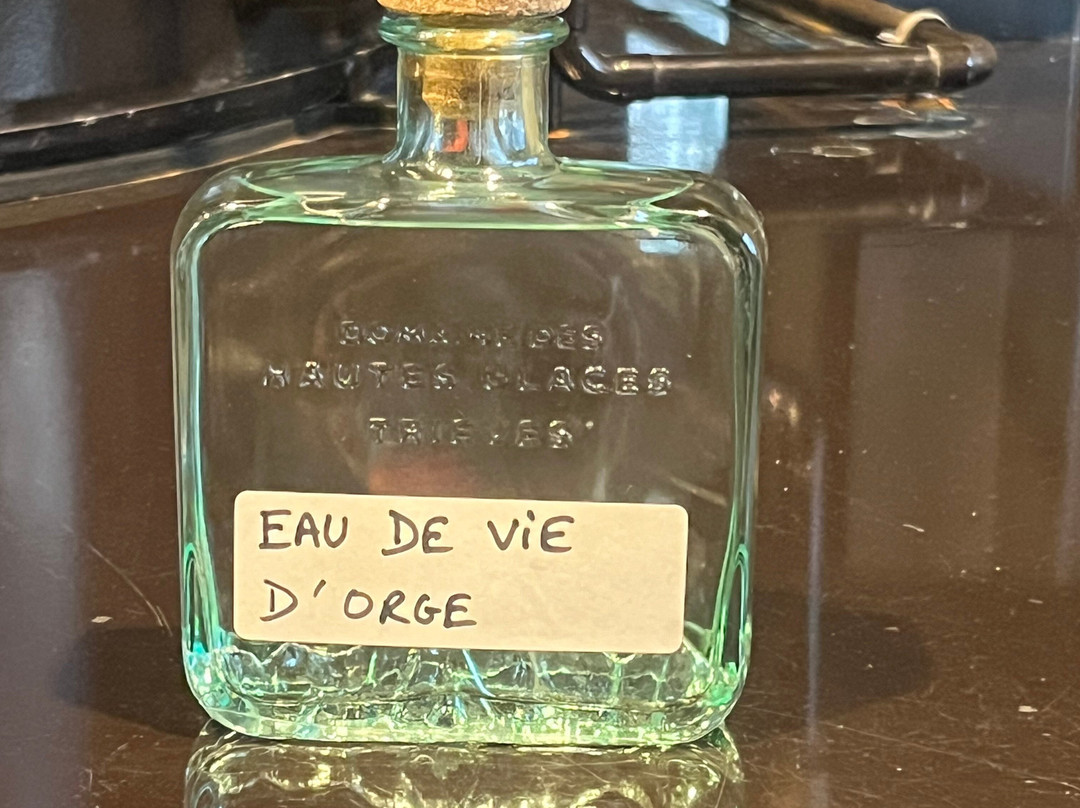 DOMAINE DES
HAUTES GLACES
TRIÈVES
EAU DE ViE
D'ORGE